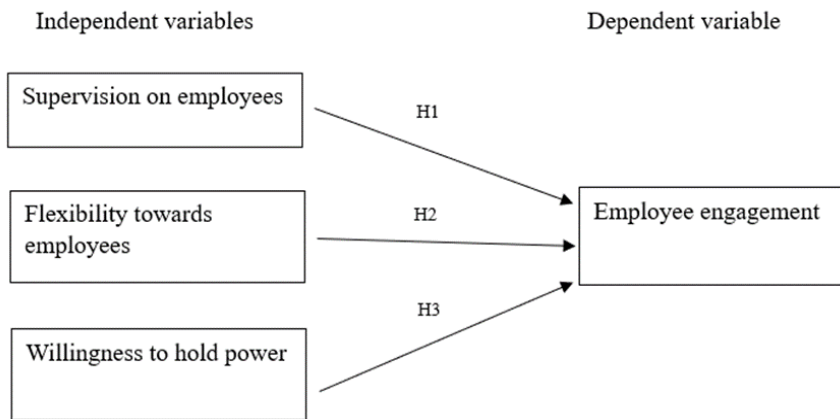 Independent variables
Dependent variable
Supervision on employees
H1
Flexibility towards
employees
H2
Employee engagement
H3
Willingness to hold power